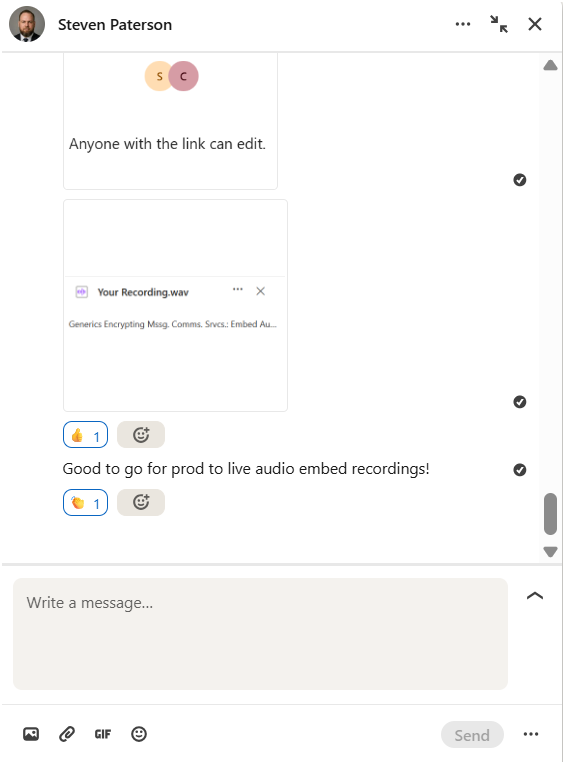 Steven Paterson
S C
Anyone with the link can edit.
Your Recording.wav
Generics Encrypting Mssg. Comms. Srvcs.: Embed Au...
1
Good to go for prod to live audio embed recordings!
1
Write a message...
GIF
Send